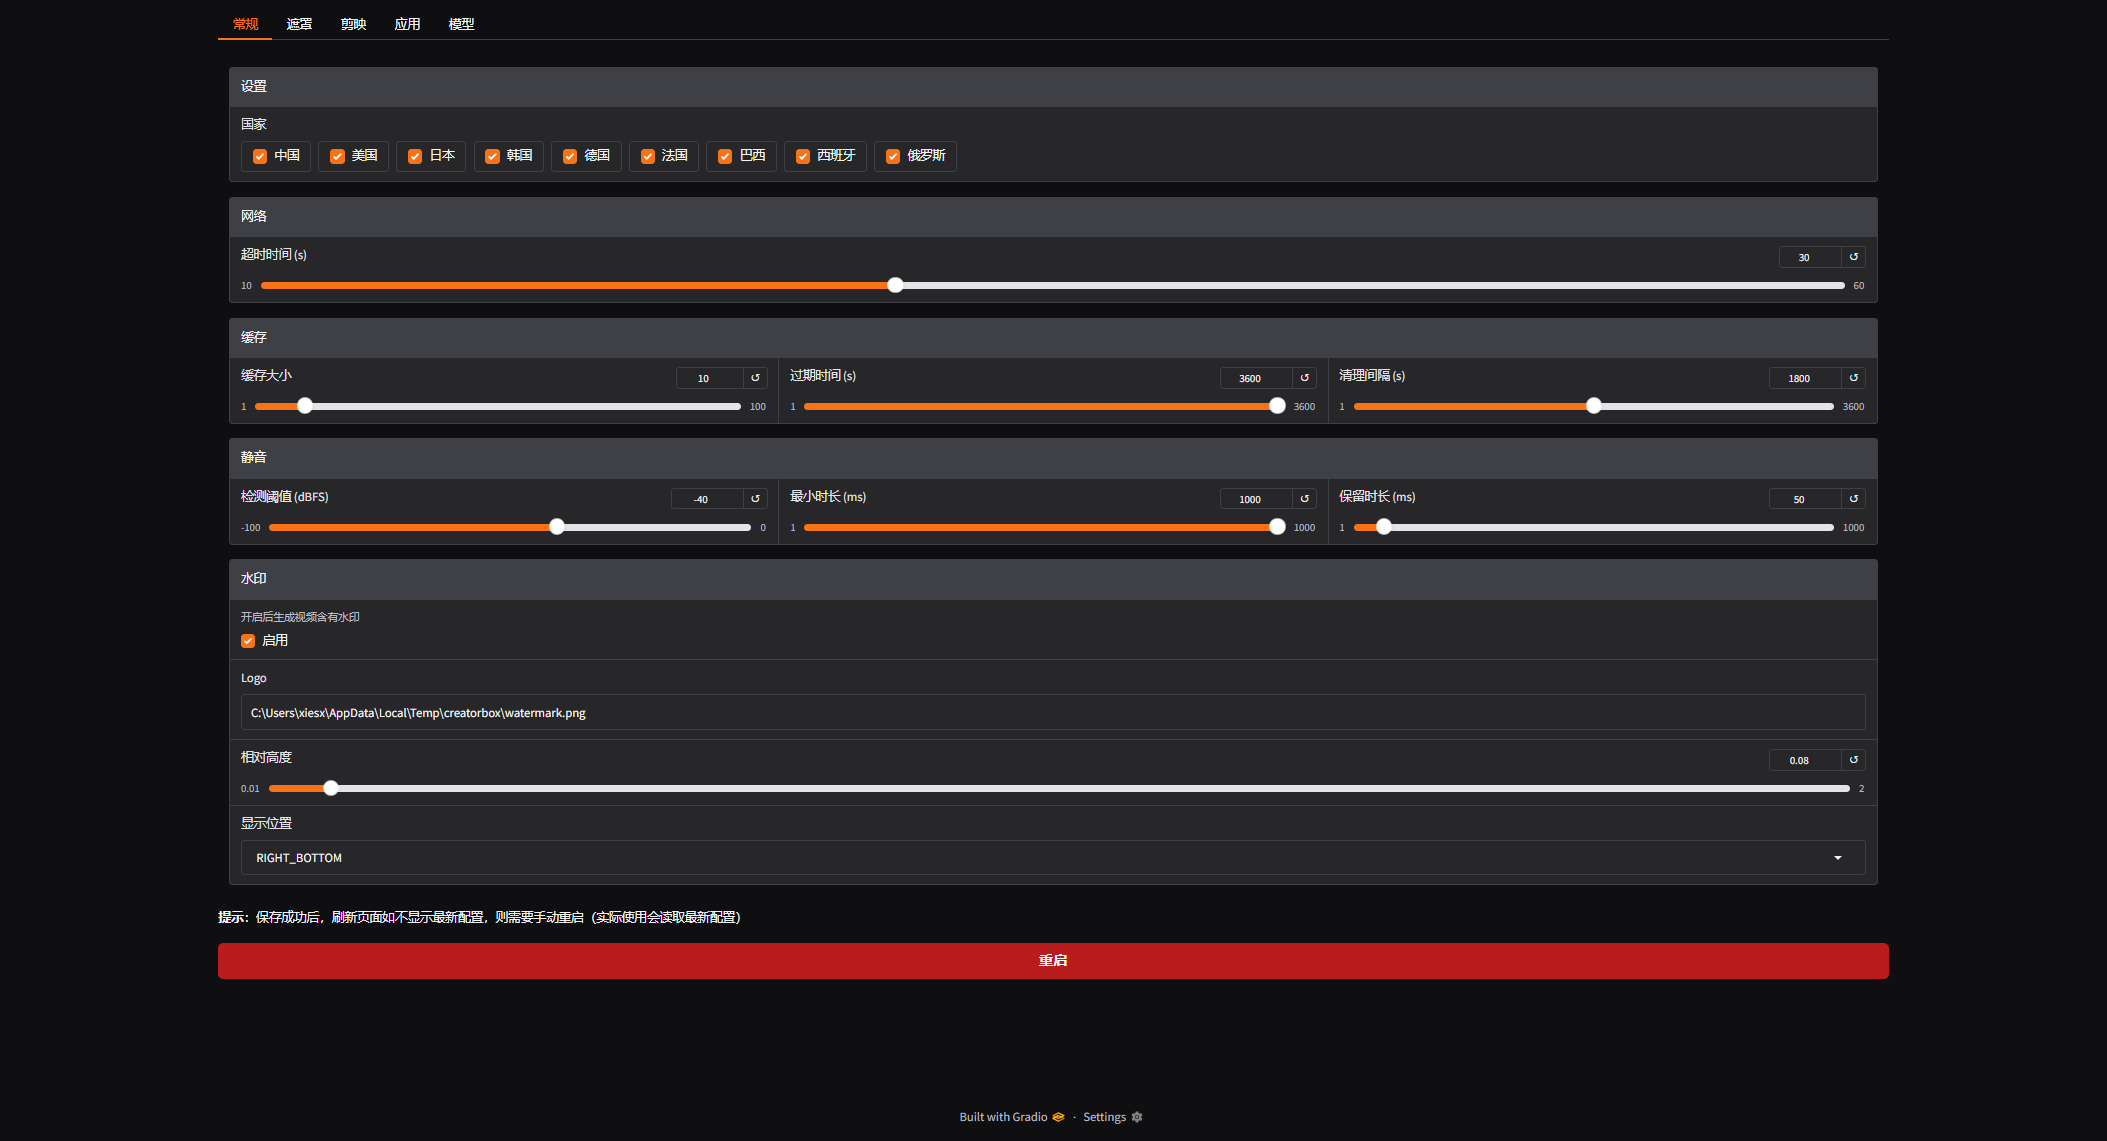 常规 遮罩 剪映 应用 模型
设置
国家
中国 美国 日本 韩国 德国 法国 巴西 西班牙 俄罗斯
网络
超时时间 (s) 30 ↺
10 60
缓存
缓存大小 10 ↺ 过期时间 (s) 3600 ↺ 清理间隔 (s) 1800 ↺
1 100 1 3600 1 3600
静音
检测阈值 (dBFS) -40 ↺ 最小时长 (ms) 1000 ↺ 保留时长 (ms) 50 ↺
-100 0 1 1000 1 1000
水印
开启后生成视频含有水印
启用
Logo
C:\Users\xiesx\AppData\Local\Temp\creatorbox\watermark.png
相对高度 0.08 ↺
0.01 2
显示位置
RIGHT_BOTTOM
提示：保存成功后，刷新页面如不显示最新配置，则需要手动重启（实际使用会读取最新配置）
重启
Built with Gradio · Settings